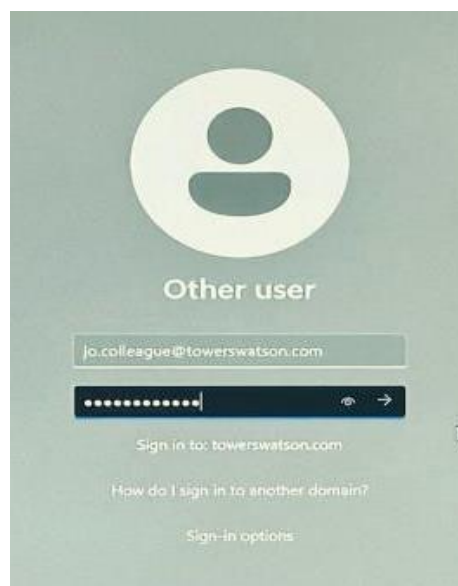 Other user
jo.colleague@towerswatson.com
●●●●●●●●●●●●
Sign in to: towerswatson.com
How do I sign in to another domain?
Sign-in options